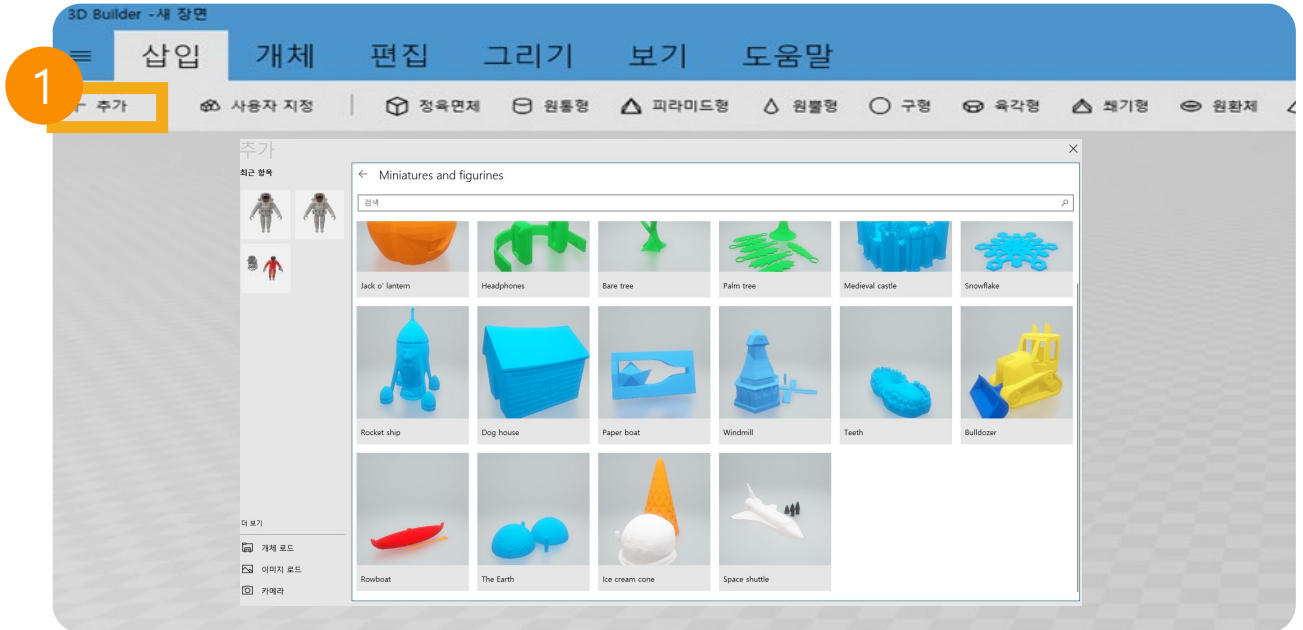 3D Builder -새 장면
삽입 개체 편집 그리기 보기 도움말
1
추가 사용자 지정 정육면체 원통형 피라미드형 원뿔형 구형 육각형 쐐기형 원환체
추가
최근 항목
Miniatures and figurines
검색
Jack o' lantern Headphones Bare tree Palm tree Medieval castle Snowflake
Rocket ship Dog house Paper boat Windmill Teeth Bulldozer
더 보기
개체 로드
이미지 로드
카메라
Rowboat The Earth Ice cream cone Space shuttle